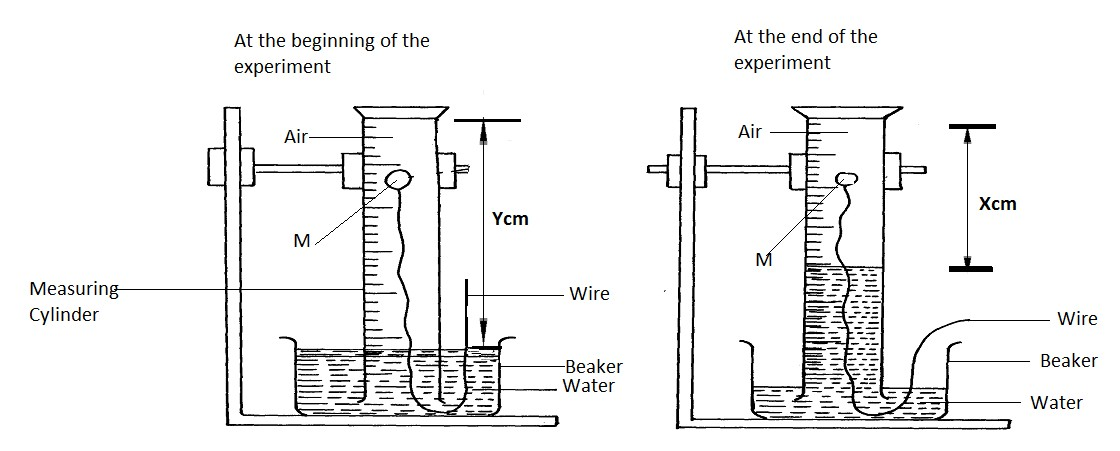 At the beginning of the
experiment
Air
Ycm
M
Measuring
Cylinder
Wire
Beaker
Water
At the end of the
experiment
Air
Xcm
M
Wire
Beaker
Water